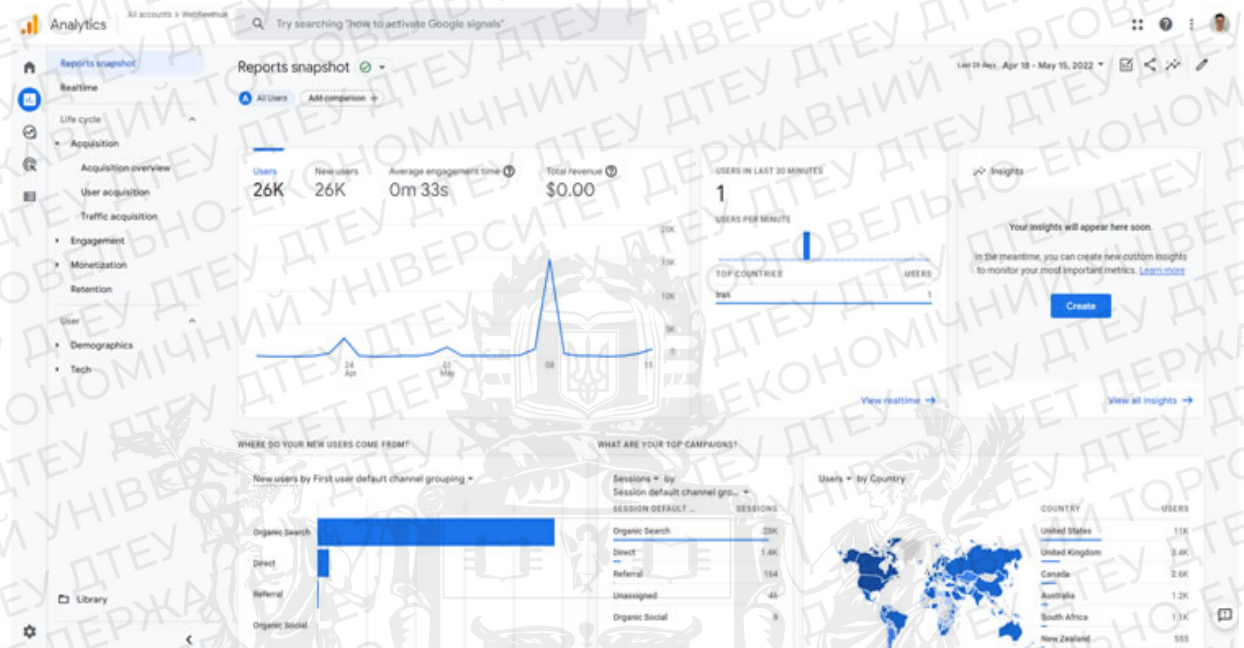 Analytics
All accounts > WebRevenue
Try searching "how to activate Google signals"
Reports snapshot
Realtime
Life cycle
Acquisition
Acquisition overview
User acquisition
Traffic acquisition
Engagement
Monetization
Retention
User
Demographics
Tech
Library
Reports snapshot
Last 28 days Apr 18 - May 15, 2022
A All Users
Add comparison +
Users
26K
New users
26K
Average engagement time
0m 33s
Total revenue
$0.00
20K
15K
10K
5K
0
24
Apr
01
May
08
15
USERS IN LAST 30 MINUTES
1
USERS PER MINUTE
TOP COUNTRIES USERS
Iran 1
View realtime
Insights
Your insights will appear here soon.
In the meantime, you can create new custom insights
to monitor your most important metrics. Learn more
Create
View all insights
WHERE DO YOUR NEW USERS COME FROM?
New users by First user default channel grouping
Organic Search
Direct
Referral
Organic Social
WHAT ARE YOUR TOP CAMPAIGNS?
Sessions by
Session default channel gro...
SESSION DEFAULT ... SESSIONS
Organic Search 28K
Direct 1.4K
Referral 164
Unassigned 46
Organic Social 8
Users by Country
COUNTRY USERS
United States 11K
United Kingdom 3.4K
Canada 2.6K
Australia 1.2K
South Africa 1.1K
New Zealand 555